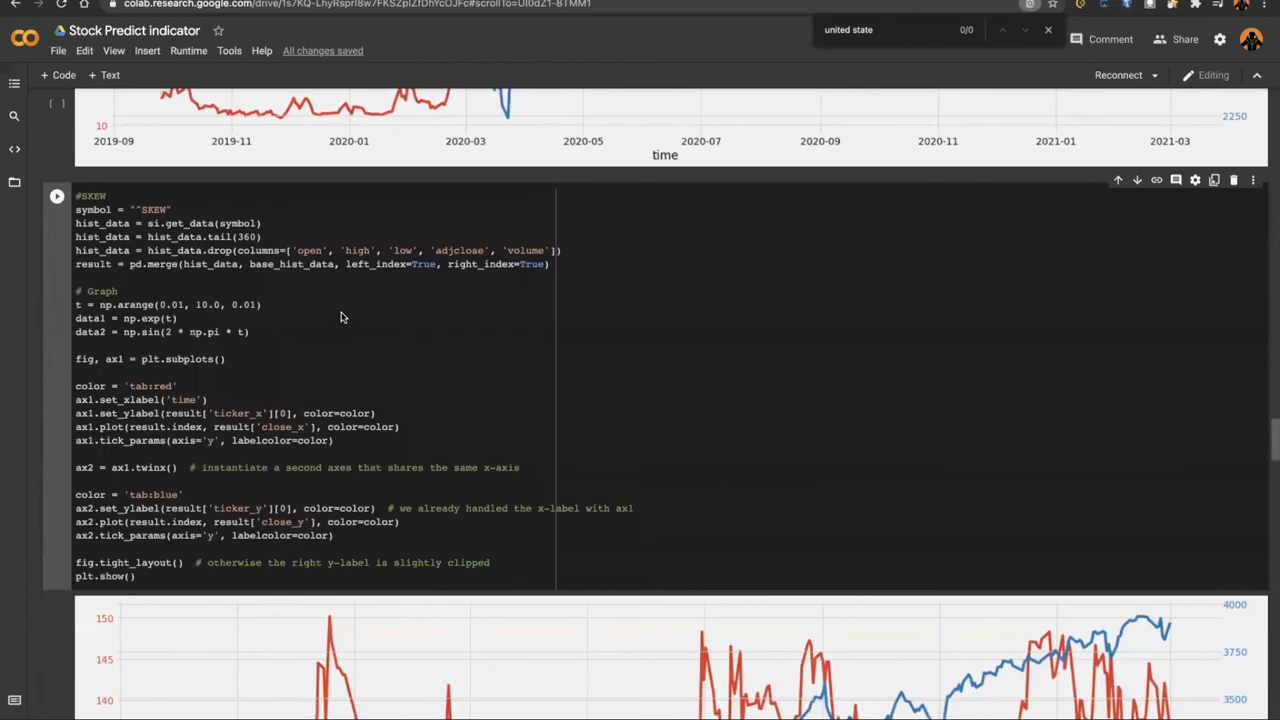 colab.research.google.com/drive/1s7KQ-LhyRsprI8w7FKSZpIZfDhYcOJFc#scrollTo=Ul0dZ1-8TMM1
Stock Predict indicator
united state
0/0
Comment
Share
File Edit View Insert Runtime Tools Help All changes saved
+ Code + Text
Reconnect
Editing
[ ]
10
2250
2019-09 2019-11 2020-01 2020-03 2020-05 2020-07 2020-09 2020-11 2021-01 2021-03
time
#SKEW
symbol = "^SKEW"
hist_data = si.get_data(symbol)
hist_data = hist_data.tail(360)
hist_data = hist_data.drop(columns=['open', 'high', 'low', 'adjclose', 'volume'])
result = pd.merge(hist_data, base_hist_data, left_index=True, right_index=True)
# Graph
t = np.arange(0.01, 10.0, 0.01)
data1 = np.exp(t)
data2 = np.sin(2 * np.pi * t)
fig, ax1 = plt.subplots()
color = 'tab:red'
ax1.set_xlabel('time')
ax1.set_ylabel(result['ticker_x'][0], color=color)
ax1.plot(result.index, result['close_x'], color=color)
ax1.tick_params(axis='y', labelcolor=color)
ax2 = ax1.twinx()  # instantiate a second axes that shares the same x-axis
color = 'tab:blue'
ax2.set_ylabel(result['ticker_y'][0], color=color)  # we already handled the x-label with ax1
ax2.plot(result.index, result['close_y'], color=color)
ax2.tick_params(axis='y', labelcolor=color)
fig.tight_layout()  # otherwise the right y-label is slightly clipped
plt.show()
150
4000
145
3750
140
3500